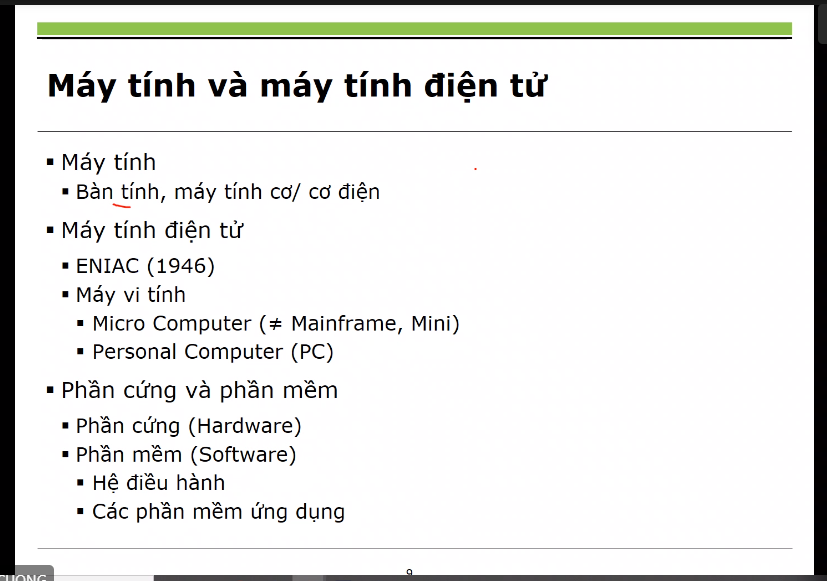 Máy tính và máy tính điện tử
▪ Máy tính
▪ Bàn tính, máy tính cơ/ cơ điện
▪ Máy tính điện tử
▪ ENIAC (1946)
▪ Máy vi tính
▪ Micro Computer (≠ Mainframe, Mini)
▪ Personal Computer (PC)
▪ Phần cứng và phần mềm
▪ Phần cứng (Hardware)
▪ Phần mềm (Software)
▪ Hệ điều hành
▪ Các phần mềm ứng dụng
9